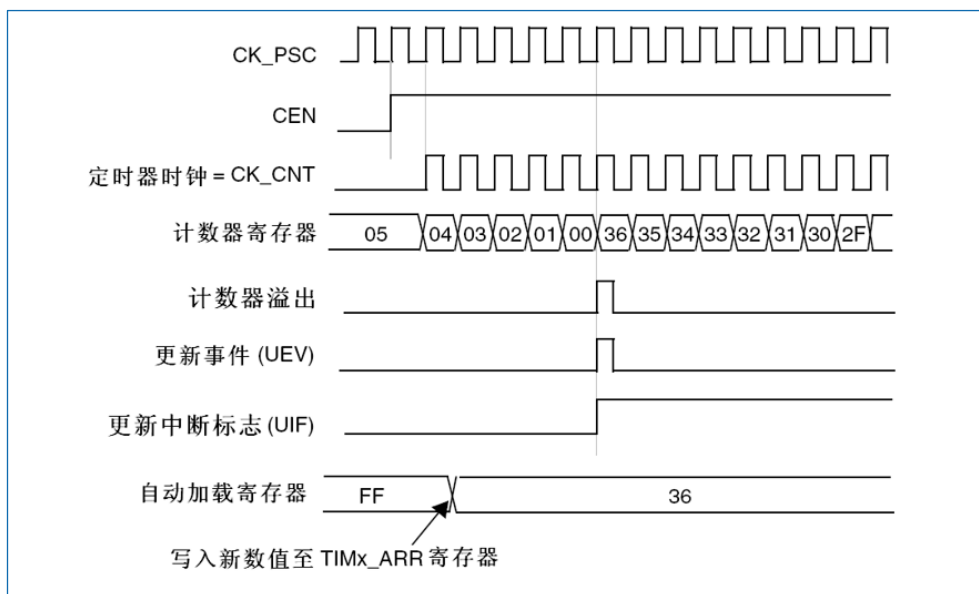 CK_PSC
CEN
定时器时钟 = CK_CNT
计数器寄存器 05 04 03 02 01 00 36 35 34 33 32 31 30 2F
计数器溢出
更新事件 (UEV)
更新中断标志 (UIF)
自动加载寄存器 FF 36
写入新数值至 TIMx_ARR 寄存器